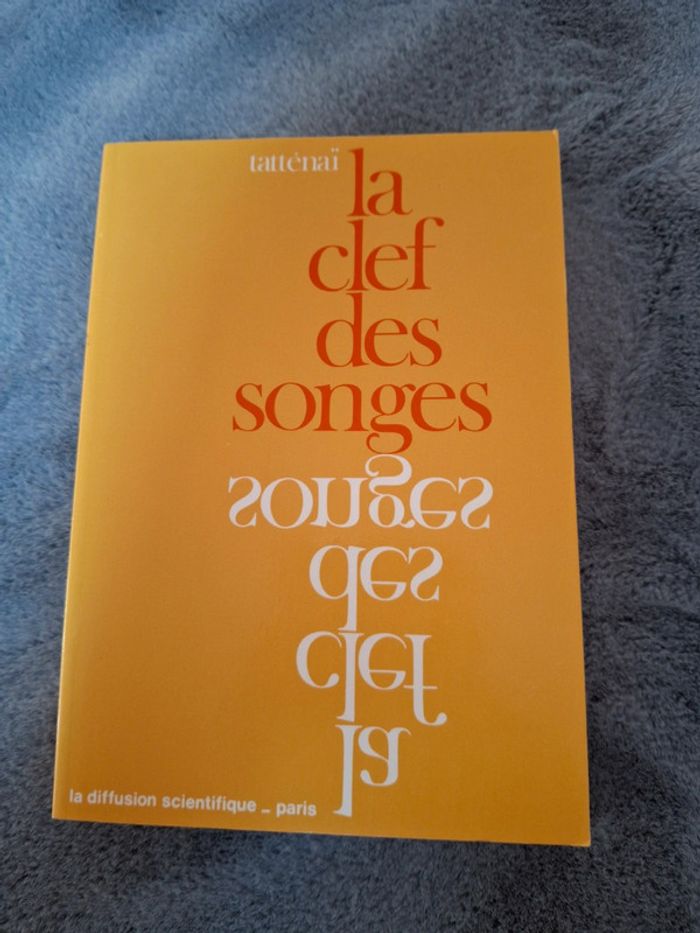 tatténaï
la
clef
des
songes
songes
des
clef
la
la diffusion scientifique _ paris